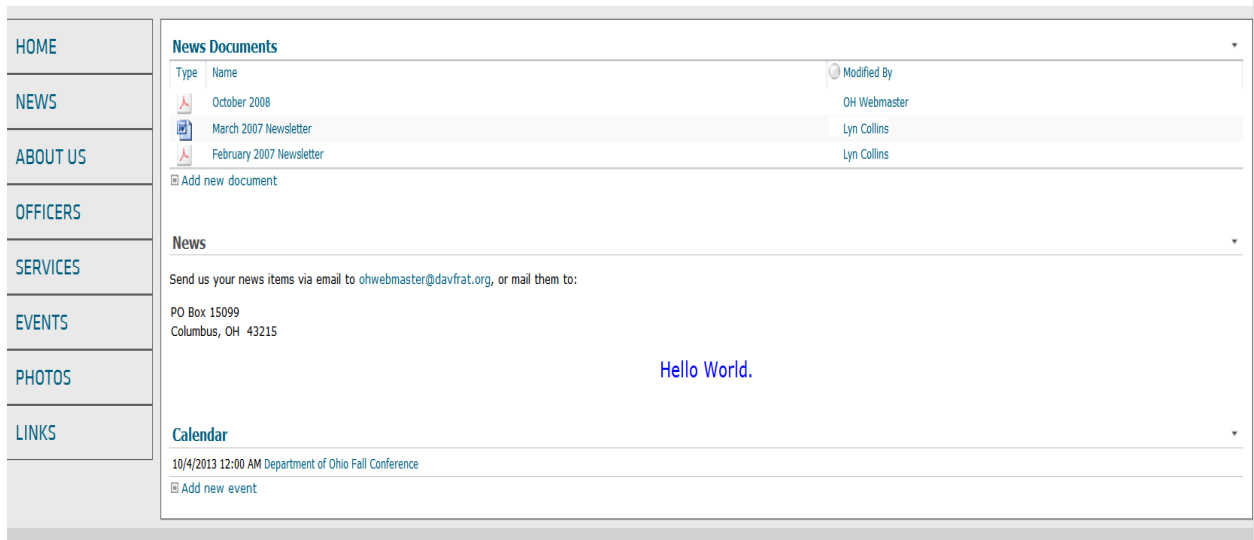 HOME
NEWS
ABOUT US
OFFICERS
SERVICES
EVENTS
PHOTOS
LINKS
News Documents
Type Name Modified By
October 2008 OH Webmaster
March 2007 Newsletter Lyn Collins
February 2007 Newsletter Lyn Collins
Add new document
News
Send us your news items via email to ohwebmaster@davfrat.org, or mail them to:
PO Box 15099
Columbus, OH 43215
Hello World.
Calendar
10/4/2013 12:00 AM Department of Ohio Fall Conference
Add new event